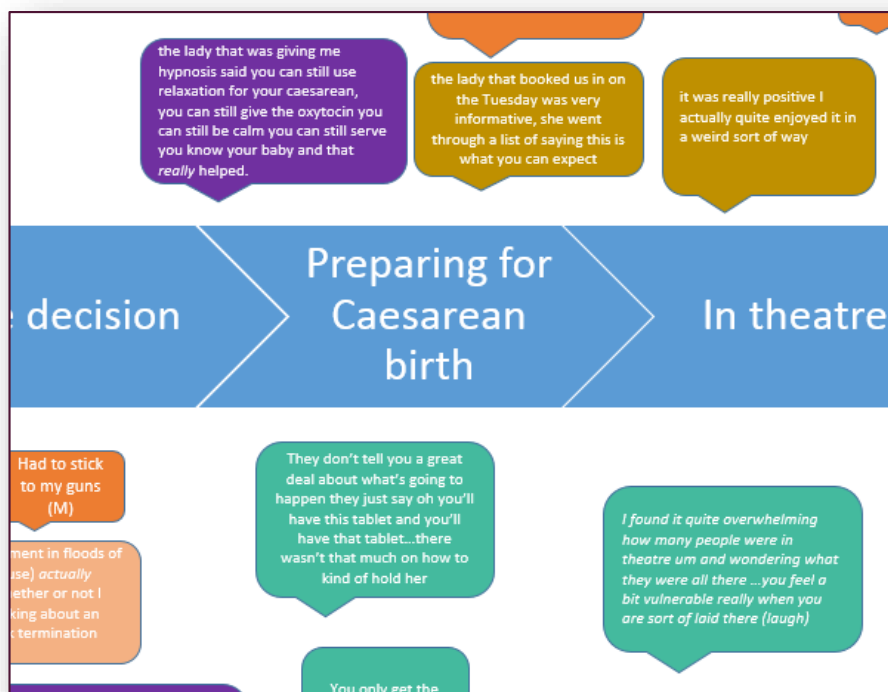 the lady that was giving me
hypnosis said you can still use
relaxation for your caesarean,
you can still give the oxytocin you
can still be calm you can still serve
you know your baby and that
really helped.
the lady that booked us in on
the Tuesday was very
informative, she went
through a list of saying this is
what you can expect
it was really positive I
actually quite enjoyed it in
a weird sort of way
decision
Preparing for
Caesarean
birth
In theatre
Had to stick
to my guns
(M)
ment in floods of
use) actually
ether or not I
king about an
termination
They don't tell you a great
deal about what's going to
happen they just say oh you'll
have this tablet and you'll
have that tablet...there
wasn't that much on how to
kind of hold her
I found it quite overwhelming
how many people were in
theatre um and wondering what
they were all there ...you feel a
bit vulnerable really when you
are sort of laid there (laugh)
You only get the